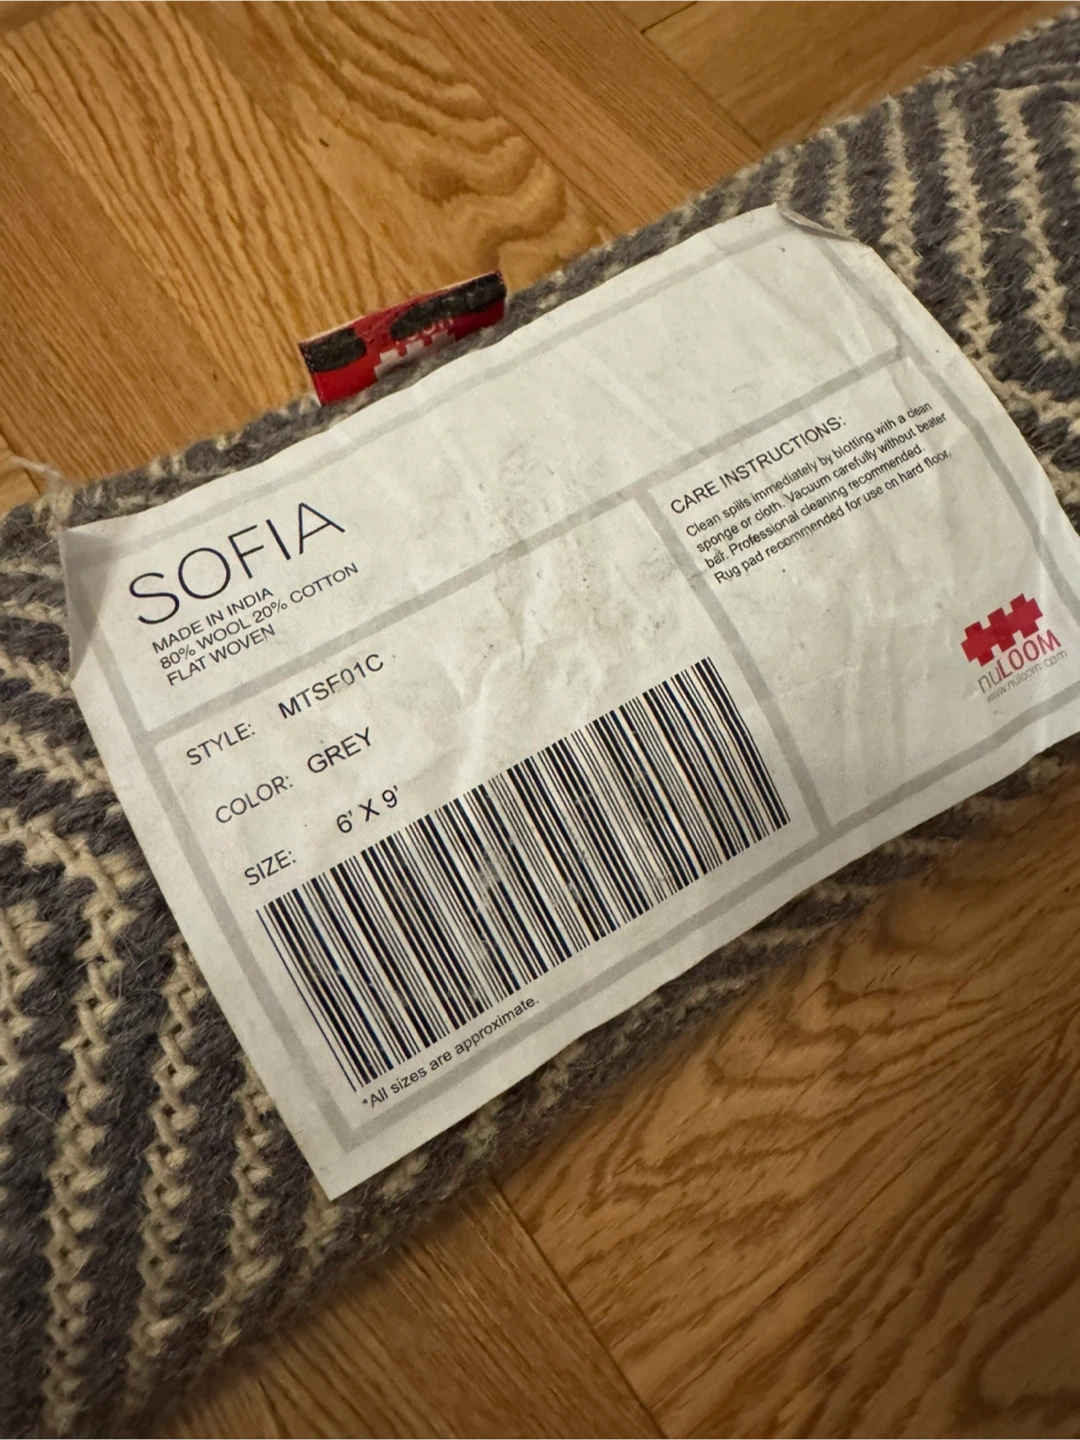 SOFIA
MADE IN INDIA
80% WOOL 20% COTTON
FLAT WOVEN
STYLE: MTSF01C
COLOR: GREY
SIZE: 6' X 9'
*All sizes are approximate.
CARE INSTRUCTIONS:
Clean spills immediately by blotting with a clean
sponge or cloth. Vacuum carefully without beater
bar. Professional cleaning recommended.
Rug pad recommended for use on hard floor.
nuLOOM
www.nuloom.com